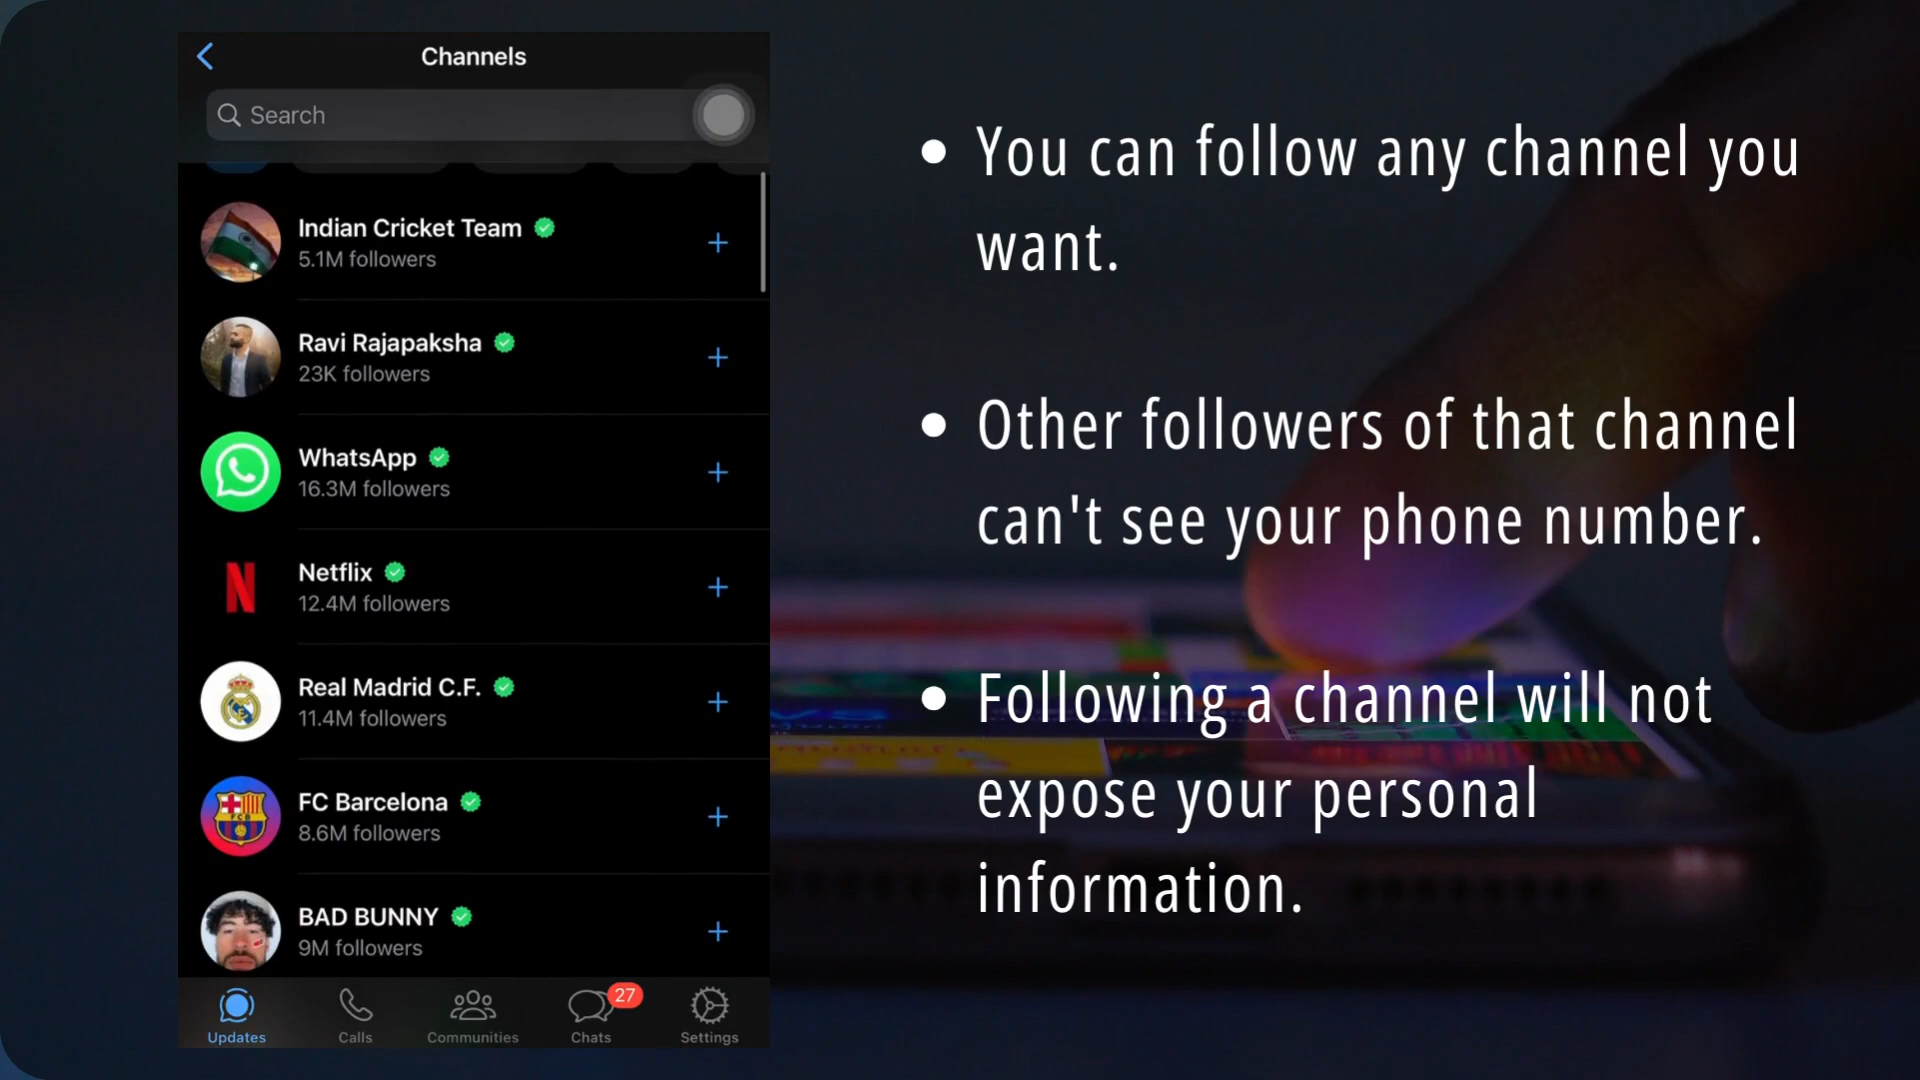 Channels
Search
Indian Cricket Team
5.1M followers
Ravi Rajapaksha
23K followers
WhatsApp
16.3M followers
Netflix
12.4M followers
Real Madrid C.F.
11.4M followers
FC Barcelona
8.6M followers
BAD BUNNY
9M followers
Updates
Calls
Communities
27
Chats
Settings
• You can follow any channel you
want.
• Other followers of that channel
can't see your phone number.
• Following a channel will not
expose your personal
information.